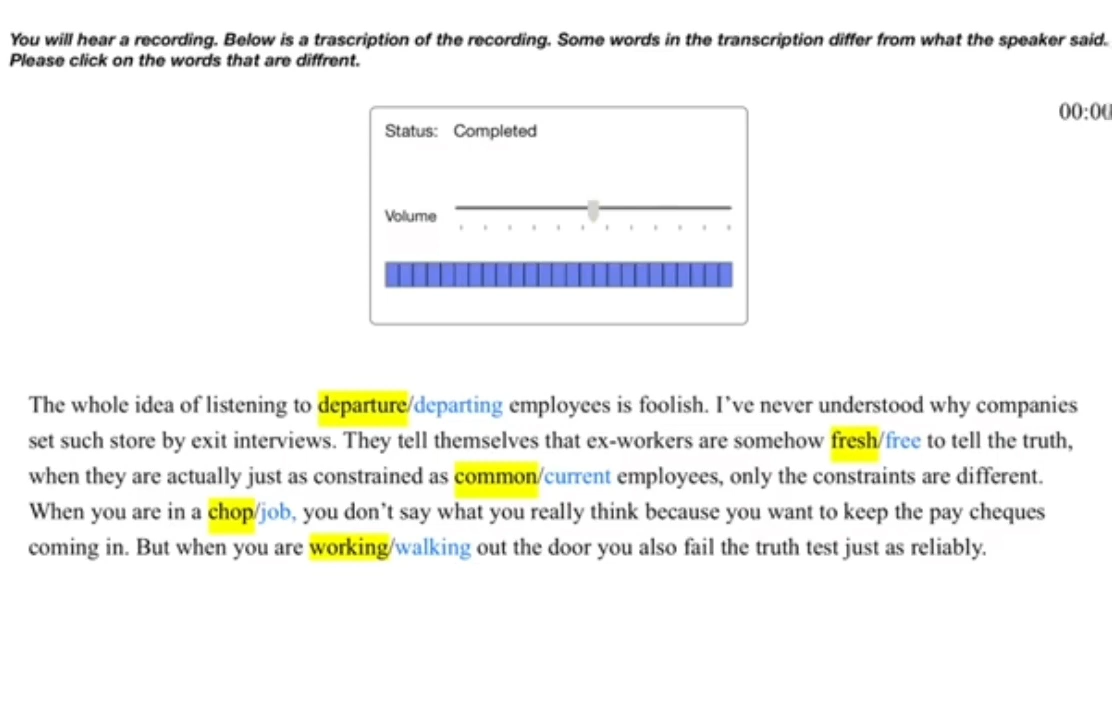 You will hear a recording. Below is a trascription of the recording. Some words in the transcription differ from what the speaker said.
Please click on the words that are diffrent.
00:00
Status: Completed
Volume
The whole idea of listening to departure/departing employees is foolish. I've never understood why companies
set such store by exit interviews. They tell themselves that ex-workers are somehow fresh/free to tell the truth,
when they are actually just as constrained as common/current employees, only the constraints are different.
When you are in a chop/job, you don't say what you really think because you want to keep the pay cheques
coming in. But when you are working/walking out the door you also fail the truth test just as reliably.